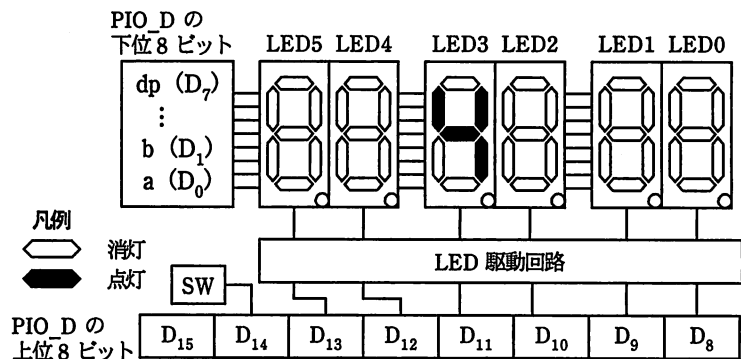 PIO_D の
下位 8 ビット
LED5 LED4 LED3 LED2 LED1 LED0
dp (D₇)
⋮
b (D₁)
a (D₀)
凡例
消灯
点灯
LED 駆動回路
SW
PIO_D の
上位 8 ビット
D₁₅ D₁₄ D₁₃ D₁₂ D₁₁ D₁₀ D₉ D₈